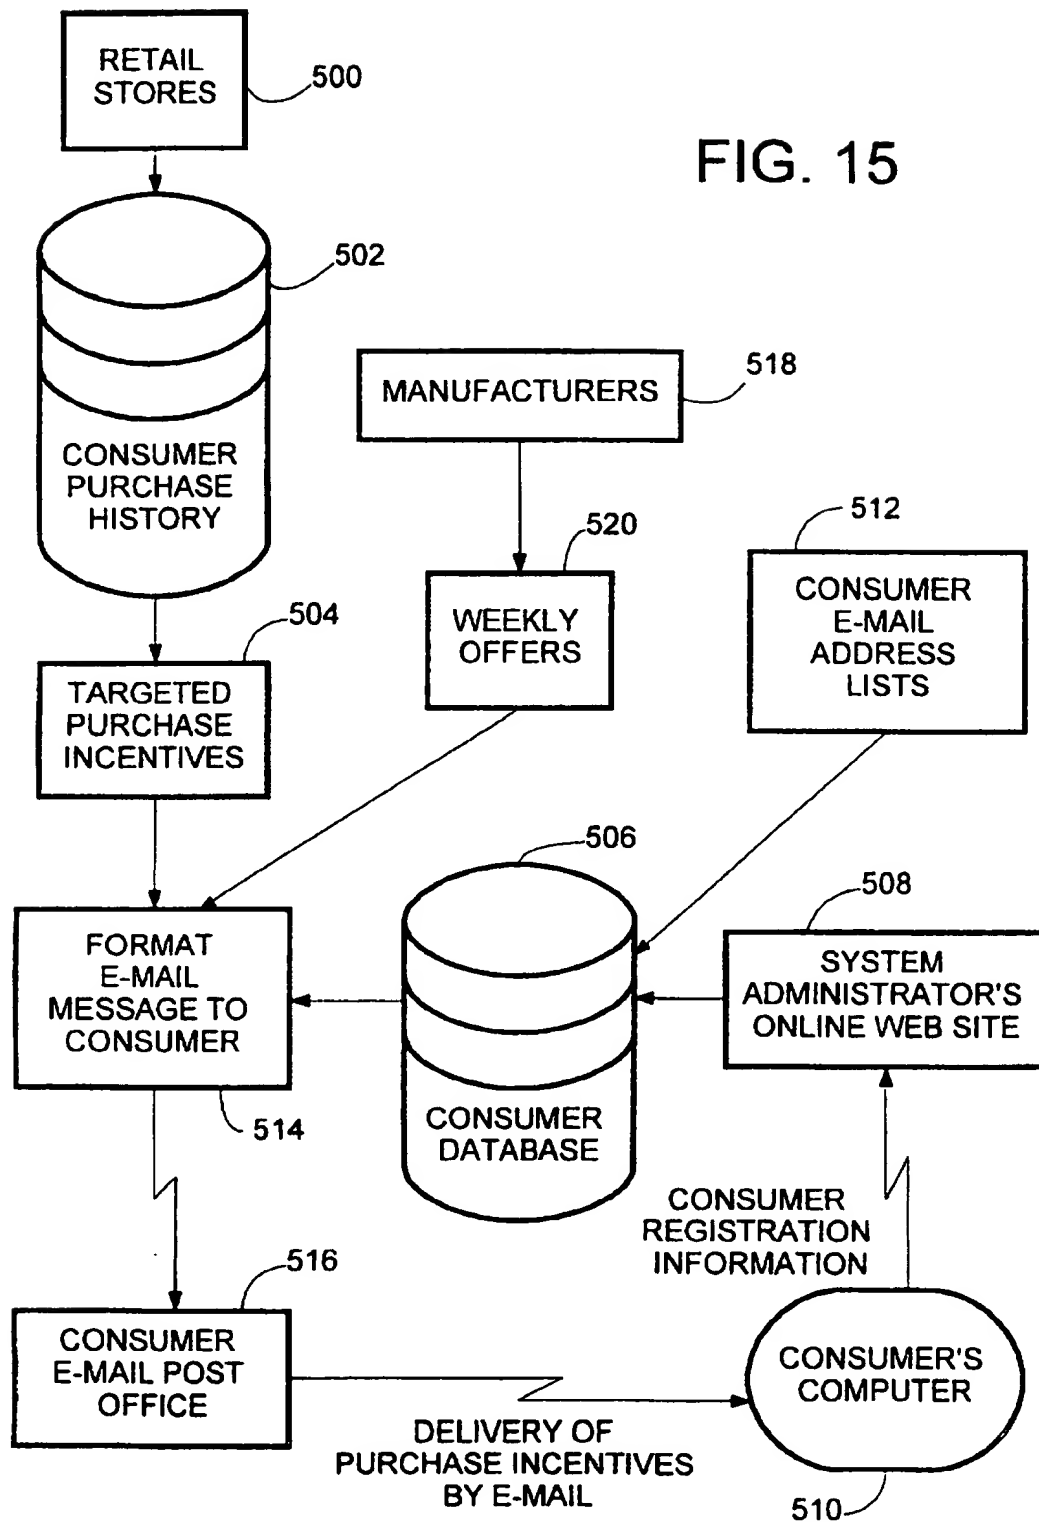 RETAIL
STORES
500
FIG. 15
502
CONSUMER
PURCHASE
HISTORY
MANUFACTURERS
518
520
512
WEEKLY
OFFERS
CONSUMER
E-MAIL
ADDRESS
LISTS
504
TARGETED
PURCHASE
INCENTIVES
506
508
FORMAT
E-MAIL
MESSAGE TO
CONSUMER
514
CONSUMER
DATABASE
SYSTEM
ADMINISTRATOR'S
ONLINE WEB SITE
CONSUMER
REGISTRATION
INFORMATION
516
CONSUMER
E-MAIL POST
OFFICE
CONSUMER'S
COMPUTER
510
DELIVERY OF
PURCHASE INCENTIVES
BY E-MAIL